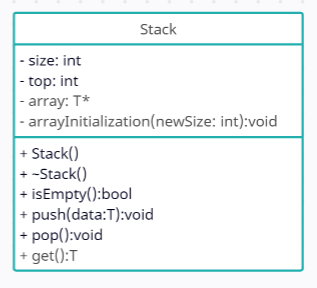 Stack
- size: int
- top: int
- array: T*
- arrayInitialization(newSize: int):void
+ Stack()
+ ~Stack()
+ isEmpty():bool
+ push(data:T):void
+ pop():void
+ get():T